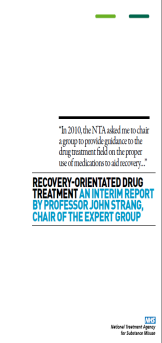 "In 2010, the NTA asked me to chair
a group to provide guidance to the
drug treatment field on the proper
use of medications to aid recovery..."
RECOVERY-ORIENTATED DRUG
TREATMENT AN INTERIM REPORT
BY PROFESSOR JOHN STRANG,
CHAIR OF THE EXPERT GROUP
NHS
National Treatment Agency
for Substance Misuse